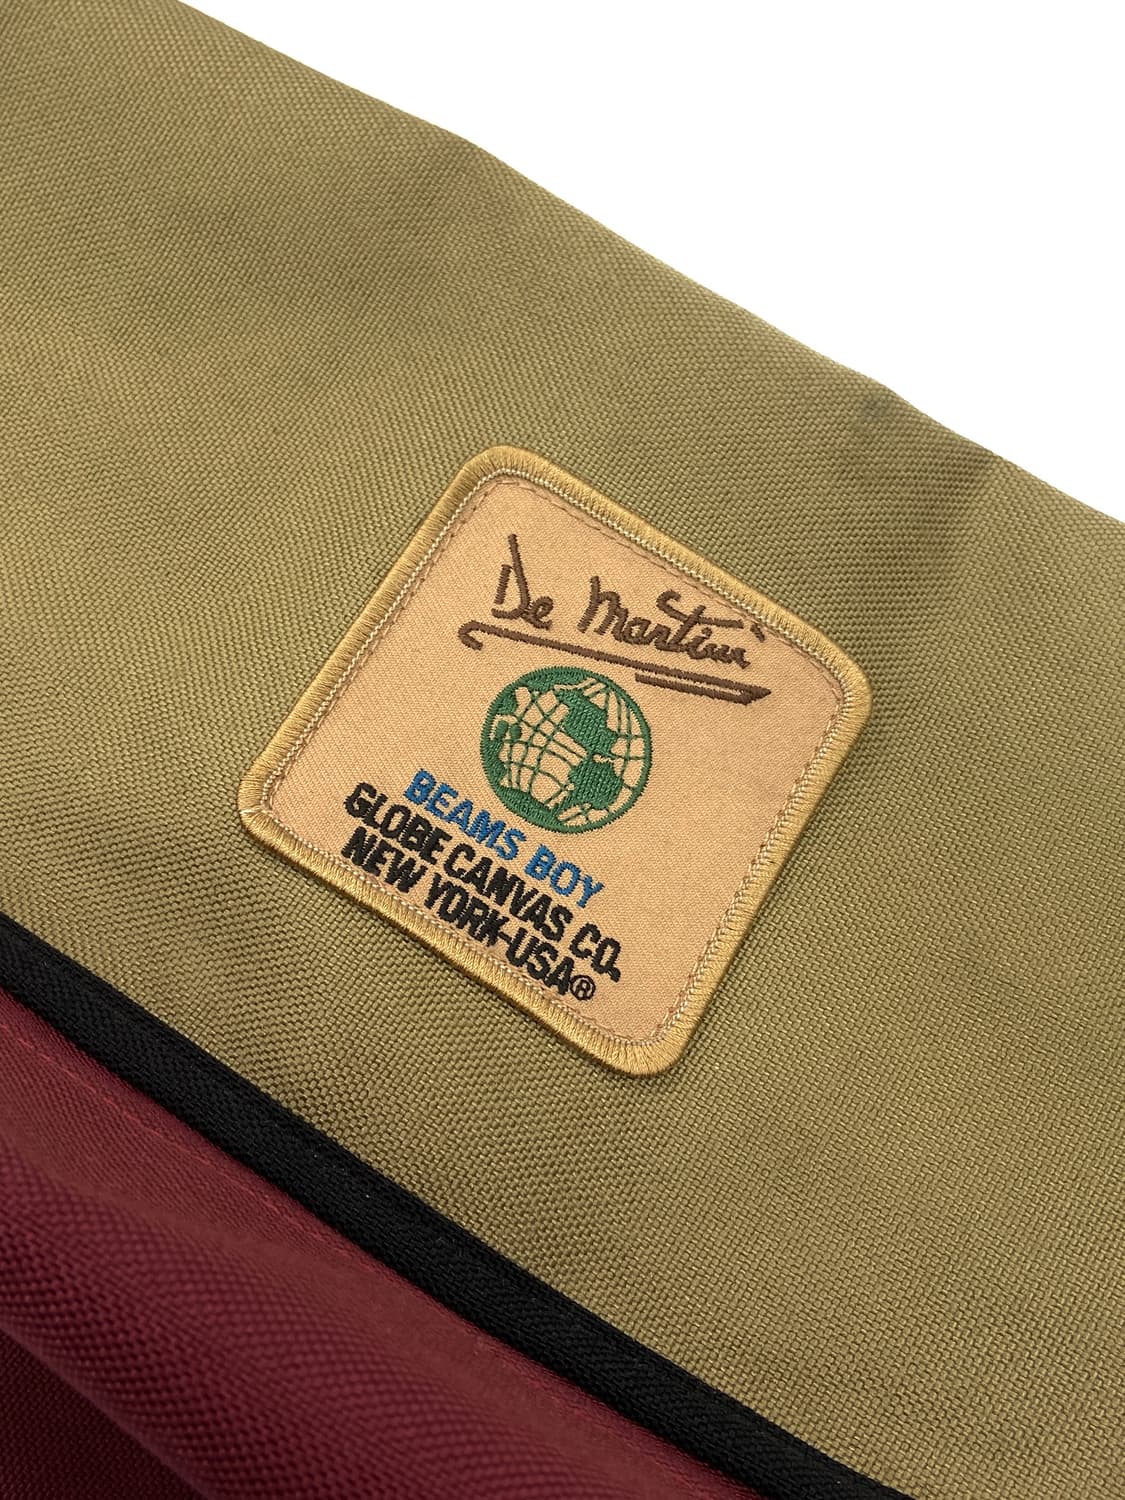 De Martini
BEAMS BOY
GLOBE CANVAS CO.
NEW YORK-USA®